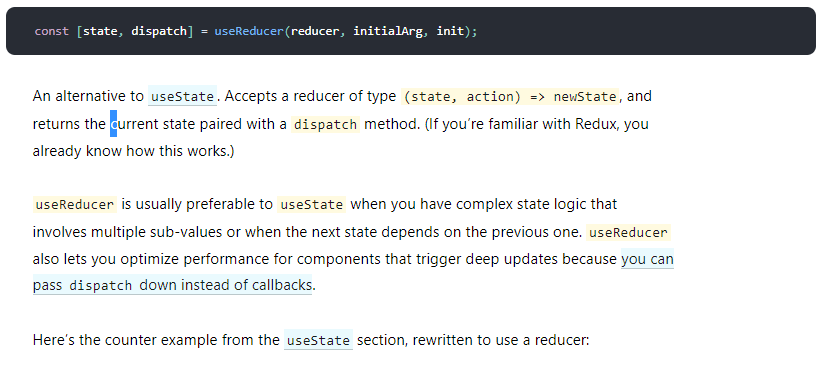 const [state, dispatch] = useReducer(reducer, initialArg, init);
An alternative to useState. Accepts a reducer of type (state, action) => newState, and
returns the current state paired with a dispatch method. (If you’re familiar with Redux, you
already know how this works.)
useReducer is usually preferable to useState when you have complex state logic that
involves multiple sub-values or when the next state depends on the previous one. useReducer
also lets you optimize performance for components that trigger deep updates because you can
pass dispatch down instead of callbacks.
Here’s the counter example from the useState section, rewritten to use a reducer: